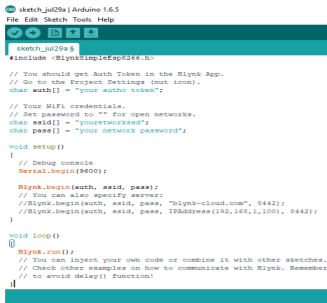 sketch_jul29a | Arduino 1.6.5
File Edit Sketch Tools Help
sketch_jul29a §
#include <BlynkSimpleEsp8266.h>
// You should get Auth Token in the Blynk App.
// Go to the Project Settings (nut icon).
char auth[] = "your autho token";
// Your WiFi credentials.
// Set password to "" for open networks.
char ssid[] = "youretworkssd";
char pass[] = "your network password";
void setup()
{
// Debug console
Serial.begin(9600);
Blynk.begin(auth, ssid, pass);
// You can also specify server:
//Blynk.begin(auth, ssid, pass, "blynk-cloud.com", 8442);
//Blynk.begin(auth, ssid, pass, IPAddress(192,168,1,100), 8442);
}
void loop()
{
Blynk.run();
// You can inject your own code or combine it with other sketches.
// Check other examples on how to communicate with Blynk. Remember
// to avoid delay() function!
}